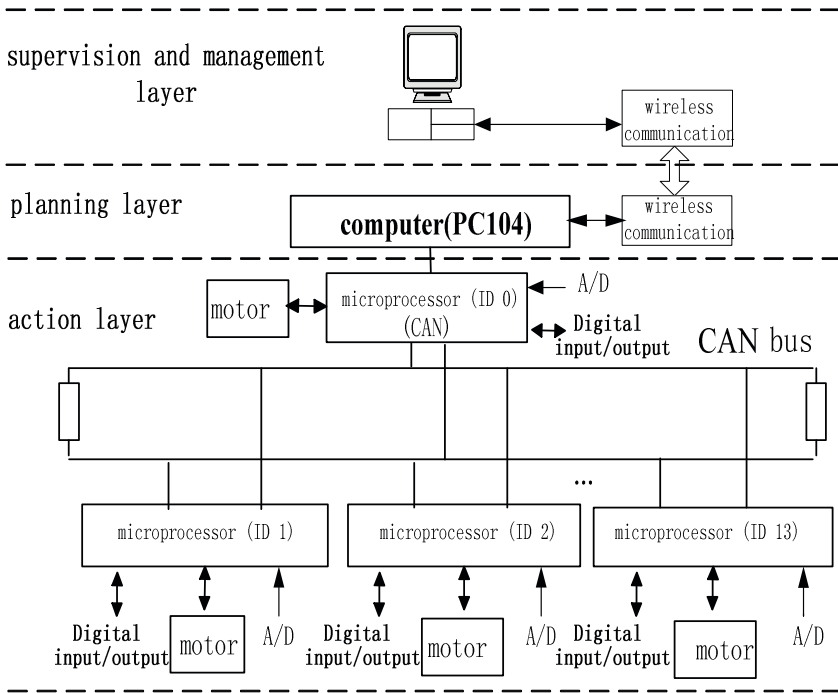 supervision and management
layer
wireless
communication
planning layer
computer(PC104)
wireless
communication
action layer
motor
microprocessor (ID 0)
(CAN)
A/D
Digital
input/output
CAN bus
...
microprocessor (ID 1)
microprocessor (ID 2)
microprocessor (ID 13)
Digital
input/output
motor
A/D
Digital
input/output
motor
A/D
Digital
input/output
motor
A/D